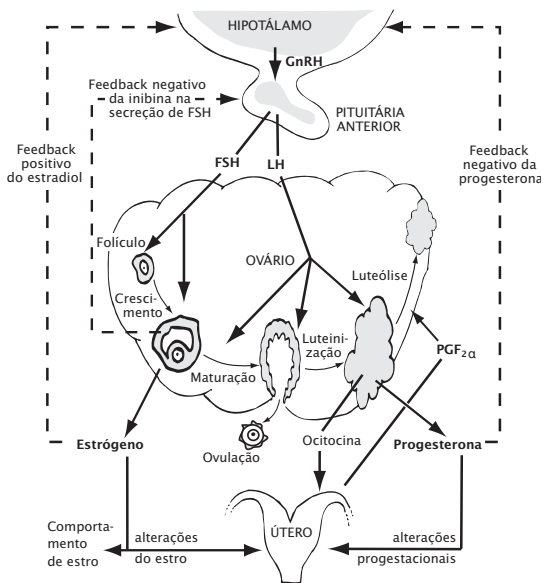 HIPOTÁLAMO
GnRH
Feedback negativo
da inibina na
secreção de FSH
PITUITÁRIA
ANTERIOR
Feedback
positivo
do estradiol
FSH
LH
Feedback
negativo da
progesterona
Folículo
OVÁRIO
Luteólise
Cresci-
mento
Luteini-
zação
PGF2α
Maturação
Estrógeno
Ovulação
Ocitocina
Progesterona
Comporta-
mento
de estro
alterações
do estro
ÚTERO
alterações
progestacionais